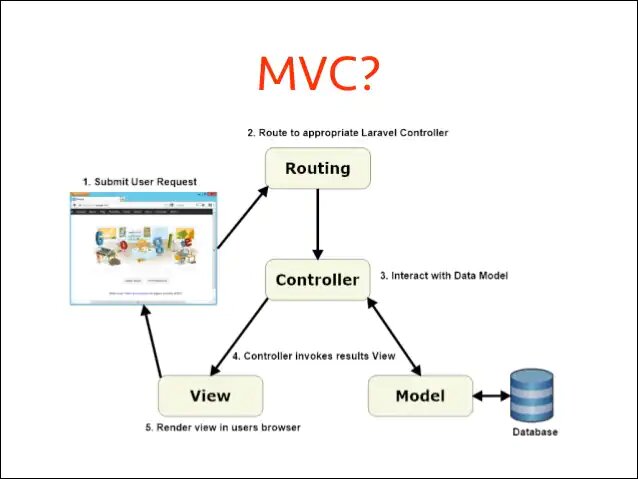 MVC?
2. Route to appropriate Laravel Controller
Routing
1. Submit User Request
Controller
3. Interact with Data Model
4. Controller invokes results View
View
Model
5. Render view in users browser
Database